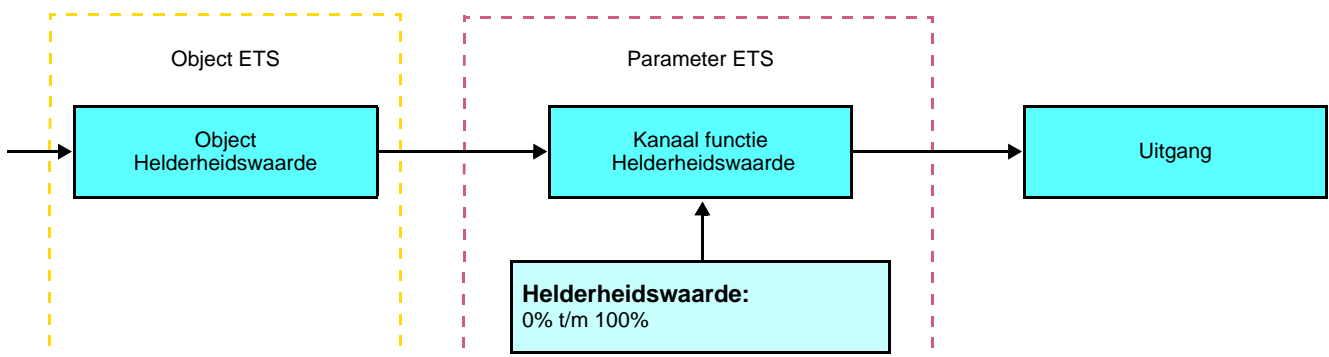 Object ETS
Parameter ETS
Object
Helderheidswaarde
Kanaal functie
Helderheidswaarde
Uitgang
Helderheidswaarde:
0% t/m 100%